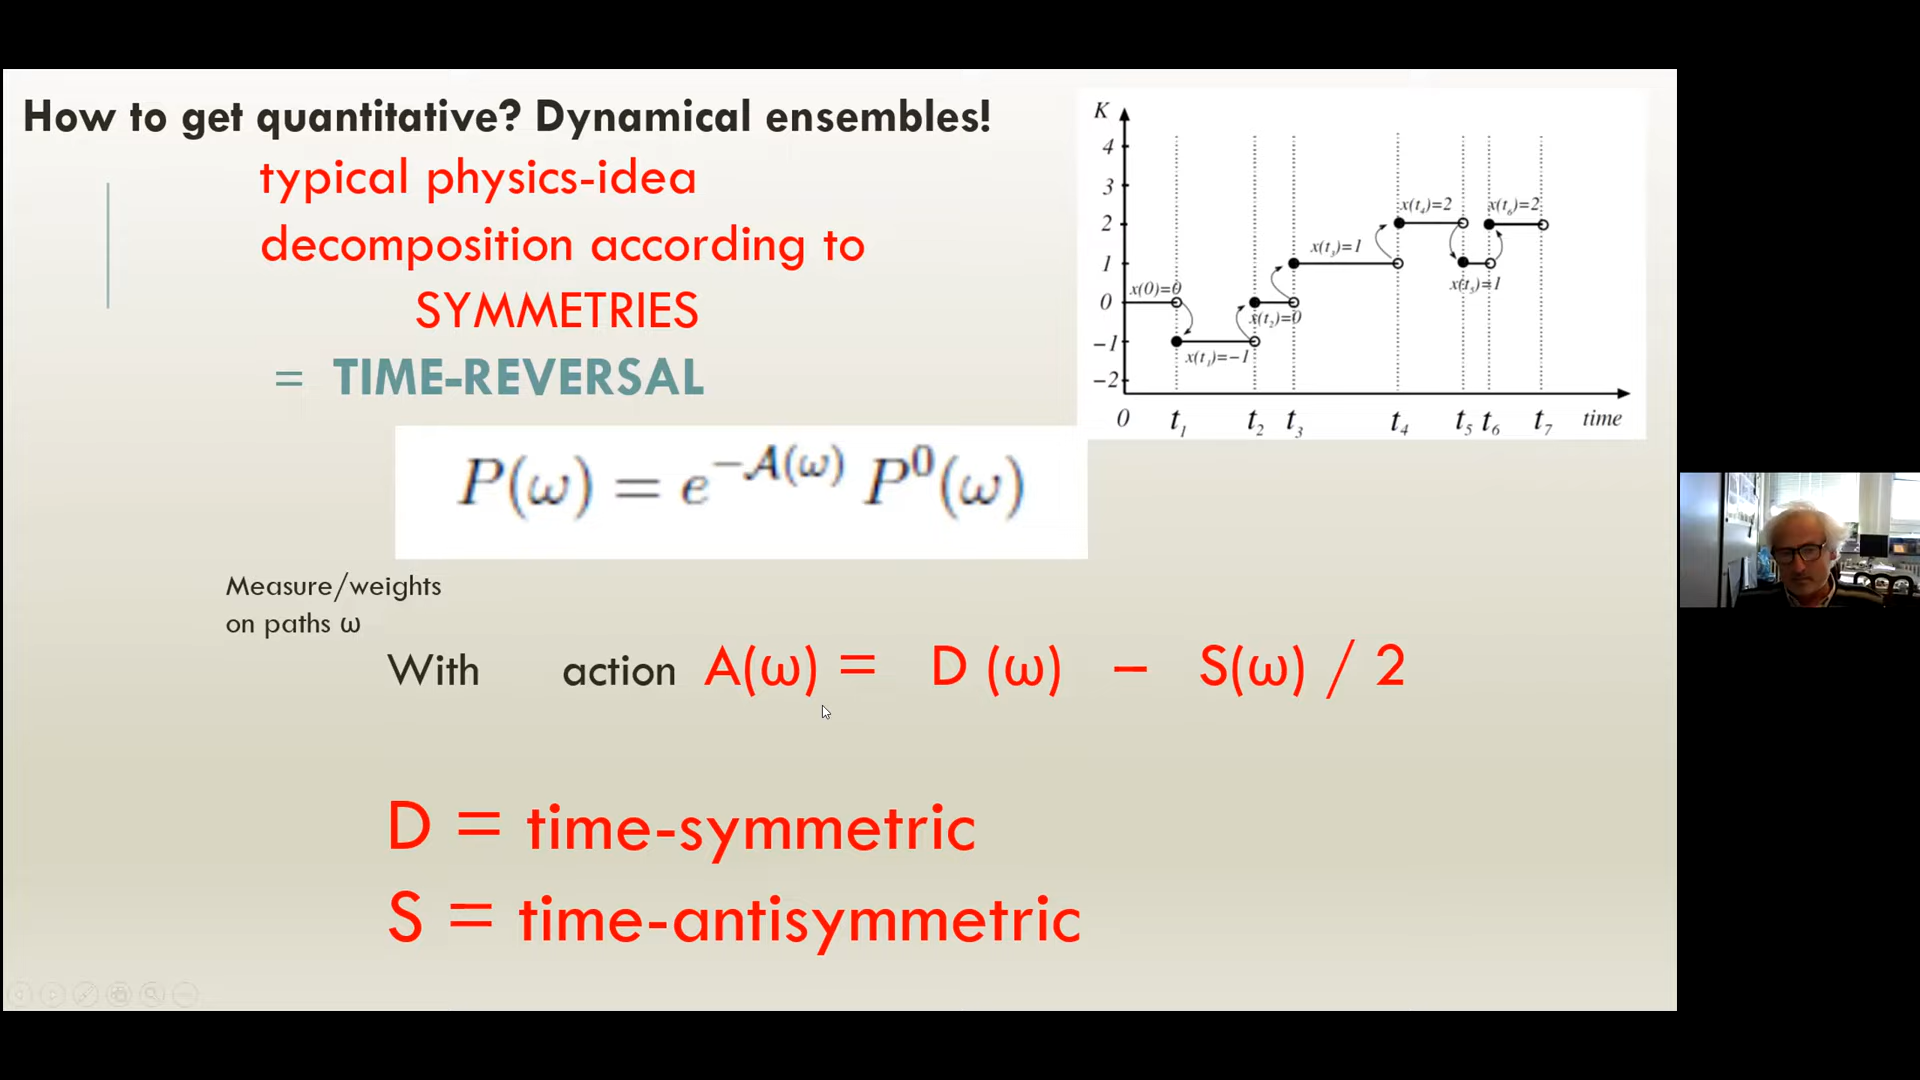 How to get quantitative? Dynamical ensembles!
typical physics-idea
decomposition according to
SYMMETRIES
= TIME-REVERSAL
P(ω) = e^{-A(ω)} P^0(ω)
Measure/weights
on paths ω
With action A(ω) = D (ω) – S(ω) / 2
D = time-symmetric
S = time-antisymmetric
K
4
3
2
1
0
−1
−2
x(0)=0
x(t₁)=−1
x(t₂)=0
x(t₃)=1
x(t₄)=2
x(t₅)=1
x(t₆)=2
0 t₁ t₂ t₃ t₄ t₅ t₆ t₇ time